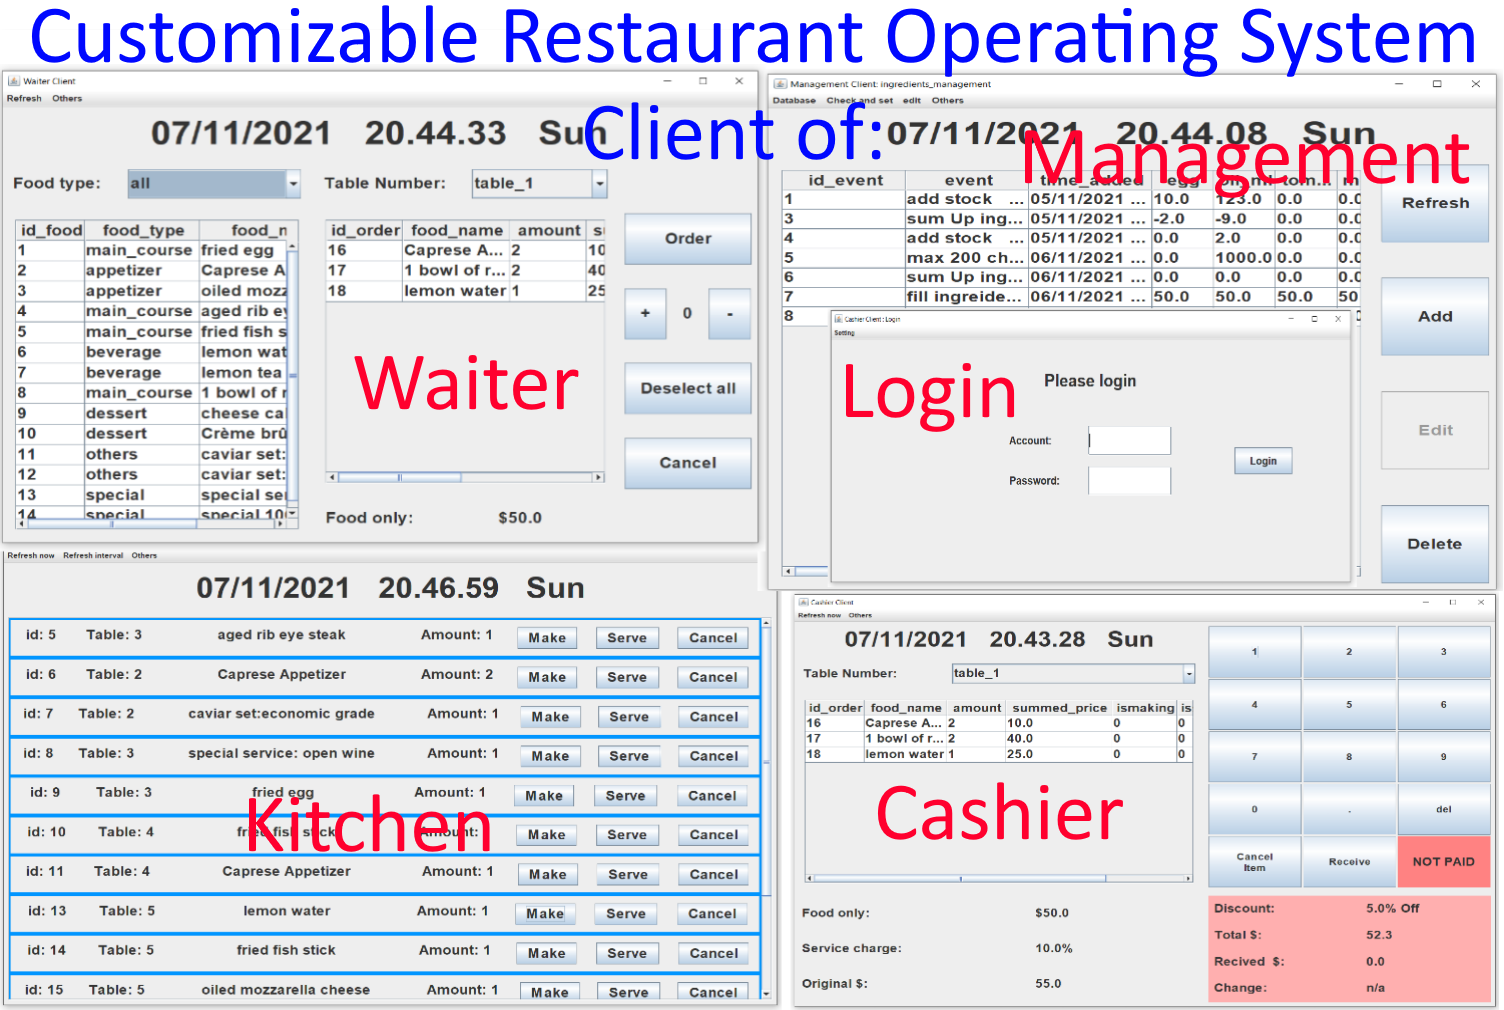 Customizable Restaurant Operating System
Client of:
Waiter Client
Refresh Others
07/11/2021 20.44.33 Sun
Food type: all Table Number: table_1
id_food food_type food_n
1 main_course fried egg
2 appetizer Caprese A
3 appetizer oiled mozz
4 main_course aged rib ey
5 main_course fried fish s
6 beverage lemon wat
7 beverage lemon tea
8 main_course 1 bowl of r
9 dessert cheese ca
10 dessert Crème brû
11 others caviar set:
12 others caviar set:
13 special special ser
14 special special 10
id_order food_name amount s
16 Caprese A... 2 10
17 1 bowl of r... 2 40
18 lemon water 1 25
Waiter
Food only: $50.0
Order
+ 0 -
Deselect all
Cancel
Management Client: ingredients_management
Database Check and set edit Others
07/11/2021 20.44.08 Sun
Management
id_event event time_added egg oil_ml tom... m
1 add stock ... 05/11/2021 ... 10.0 123.0 0.0 0.0
3 sum Up ing... 05/11/2021 ... -2.0 -9.0 0.0 0.0
4 add stock ... 05/11/2021 ... 0.0 2.0 0.0 0.0
5 max 200 ch... 06/11/2021 ... 0.0 1000.0 0.0 0.0
6 sum Up ing... 06/11/2021 ... 0.0 0.0 0.0 0.0
7 fill ingreide... 06/11/2021 ... 50.0 50.0 50.0 50
8
Refresh
Add
Edit
Delete
Cashier Client: Login
Setting
Login
Please login
Account:
Password:
Login
Refresh now Refresh interval Others
07/11/2021 20.46.59 Sun
id: 5 Table: 3 aged rib eye steak Amount: 1 Make Serve Cancel
id: 6 Table: 2 Caprese Appetizer Amount: 2 Make Serve Cancel
id: 7 Table: 2 caviar set:economic grade Amount: 1 Make Serve Cancel
id: 8 Table: 3 special service: open wine Amount: 1 Make Serve Cancel
id: 9 Table: 3 fried egg Amount: 1 Make Serve Cancel
Kitchen
id: 10 Table: 4 fried fish stick Amount: Make Serve Cancel
id: 11 Table: 4 Caprese Appetizer Amount: 1 Make Serve Cancel
id: 13 Table: 5 lemon water Amount: 1 Make Serve Cancel
id: 14 Table: 5 fried fish stick Amount: 1 Make Serve Cancel
id: 15 Table: 5 oiled mozzarella cheese Amount: 1 Make Serve Cancel
Cashier Client
Refresh now Others
07/11/2021 20.43.28 Sun
Table Number: table_1
id_order food_name amount summed_price ismaking is
16 Caprese A... 2 10.0 0 0
17 1 bowl of r... 2 40.0 0 0
18 lemon water 1 25.0 0 0
Cashier
Food only: $50.0
Service charge: 10.0%
Original $: 55.0
1 2 3
4 5 6
7 8 9
0 . del
Cancel Item Receive NOT PAID
Discount: 5.0% Off
Total $: 52.3
Recived $: 0.0
Change: n/a